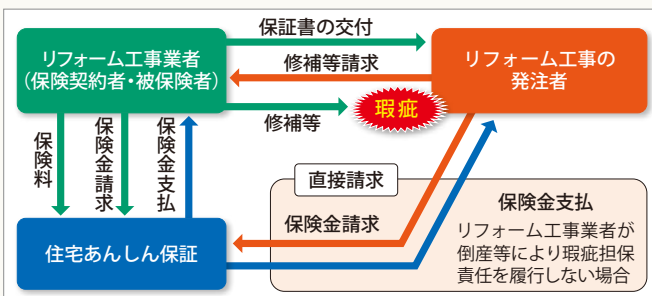 保証書の交付
リフォーム工事業者
(保険契約者・被保険者)
修補等請求
リフォーム工事の
発注者
瑕疵
修補等
保険料
保険金請求
保険金支払
直接請求
保険金請求
保険金支払
リフォーム工事業者が
倒産等により瑕疵担保
責任を履行しない場合
住宅あんしん保証